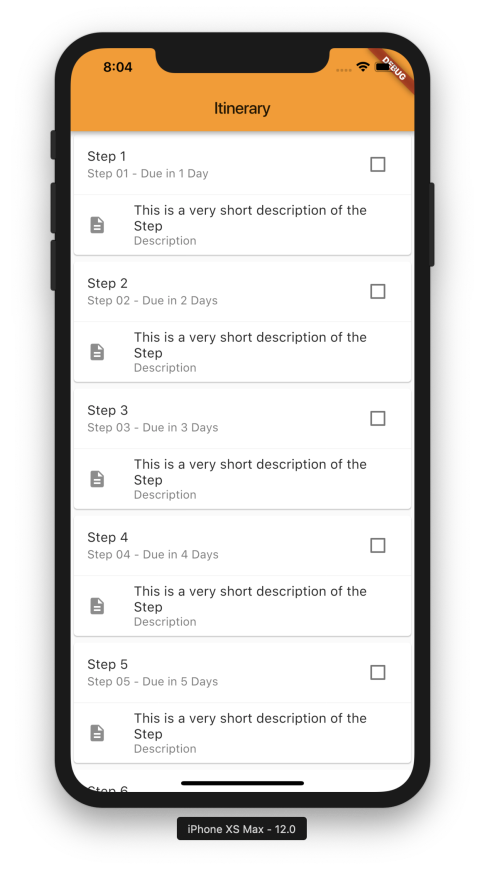 8:04
DEBUG
Itinerary
Step 1
Step 01 - Due in 1 Day
This is a very short description of the
Step
Description
Step 2
Step 02 - Due in 2 Days
This is a very short description of the
Step
Description
Step 3
Step 03 - Due in 3 Days
This is a very short description of the
Step
Description
Step 4
Step 04 - Due in 4 Days
This is a very short description of the
Step
Description
Step 5
Step 05 - Due in 5 Days
This is a very short description of the
Step
Description
Step 6
iPhone XS Max - 12.0